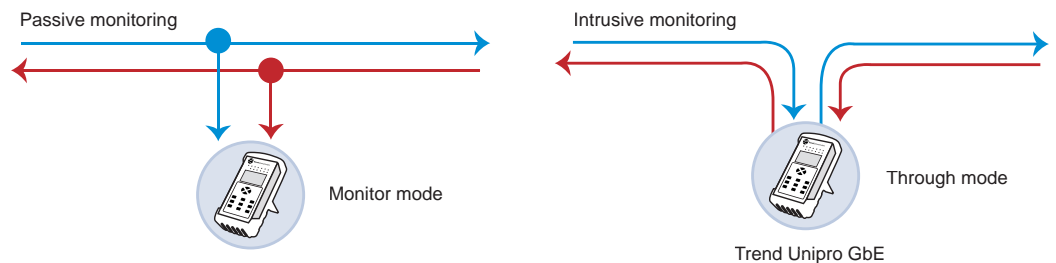 Passive monitoring
Monitor mode
Intrusive monitoring
Through mode
Trend Unipro GbE